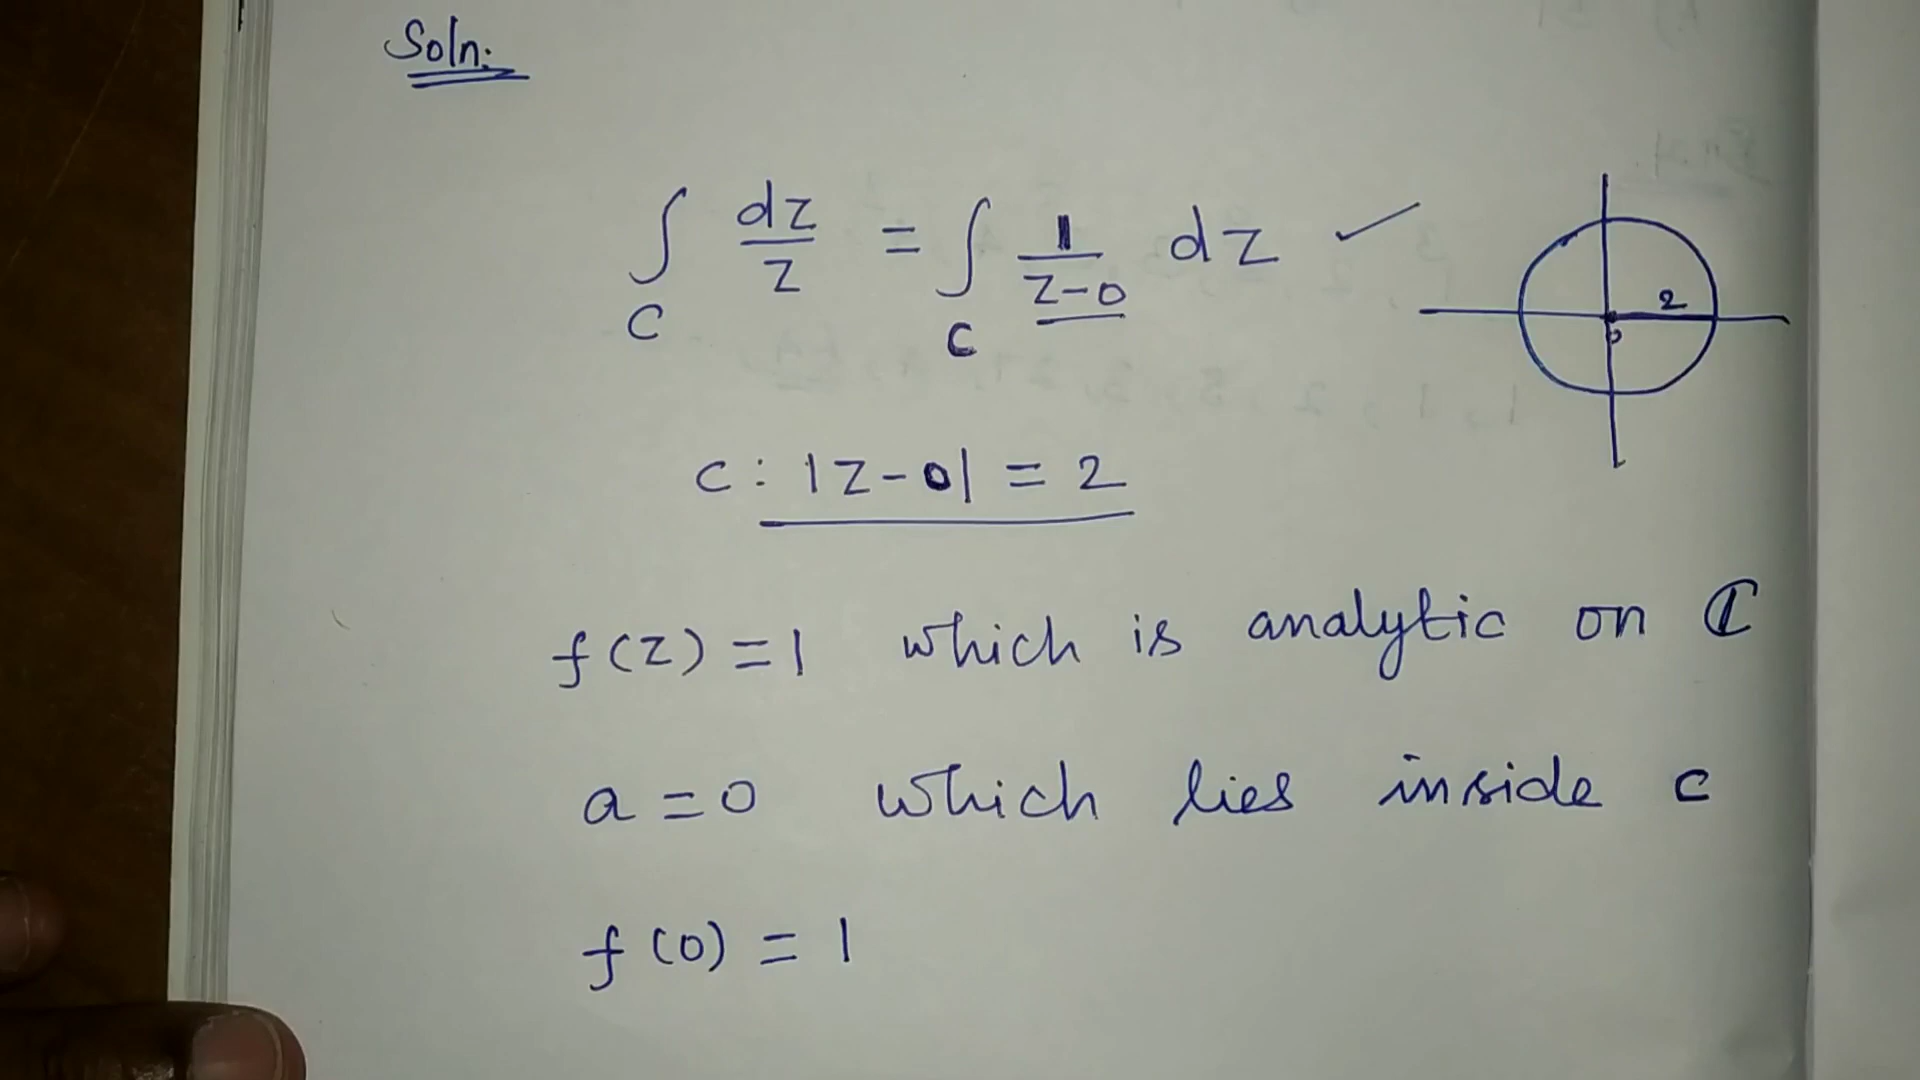 Soln:
∫_C dz/z = ∫_C 1/(z-0) dz ✓
2
0
C: |z-0| = 2
f(z) = 1 which is analytic on ℂ
a = 0 which lies inside c
f(0) = 1